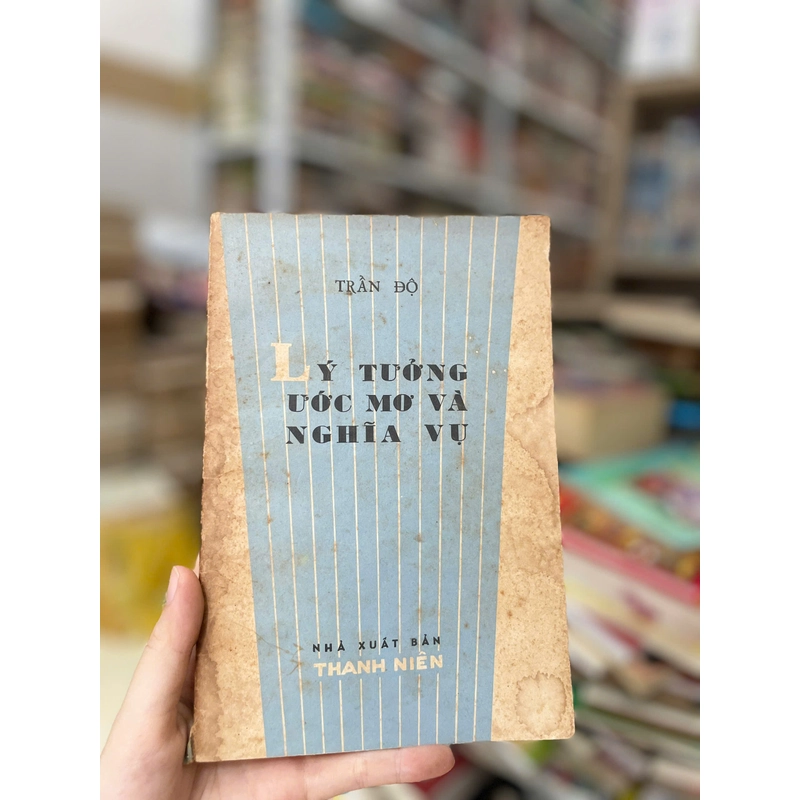 TRẦN ĐỘ
LÝ TƯỞNG
ƯỚC MƠ VÀ
NGHĨA VỤ
NHÀ XUẤT BẢN
THANH NIÊN